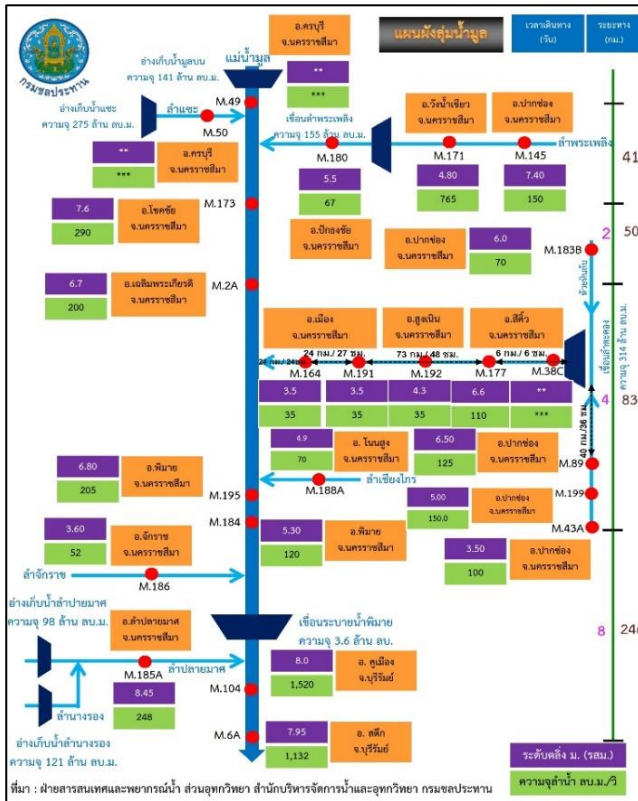 แผนผังลุ่มน้ำมูล
เวลาเดินทาง
(วัน)
ระยะทาง
(กม.)
กรมชลประทาน
อ่างเก็บน้ำมูลบน
ความจุ 141 ล้าน ลบ.ม.
แม่น้ำมูล
อ.ครบุรี
จ.นครราชสีมา
**
***
M.49
อ่างเก็บน้ำแซะ
ความจุ 275 ล้าน ลบ.ม.
ลำแซะ
M.50
อ.ครบุรี
จ.นครราชสีมา
**
***
เขื่อนลำพระเพลิง
ความจุ 155 ล้าน ลบ.ม.
อ.วังน้ำเขียว
จ.นครราชสีมา
อ.ปากช่อง
จ.นครราชสีมา
ลำพระเพลิง
M.180
M.171
M.145
5.5
67
4.80
765
7.40
150
41
7.6
290
อ.โชคชัย
จ.นครราชสีมา
M.173
อ.ปักธงชัย
จ.นครราชสีมา
อ.ปากช่อง
จ.นครราชสีมา
6.0
70
M.183B
2
50
ห้วยหินลับ
6.7
200
อ.เฉลิมพระเกียรติ
จ.นครราชสีมา
M.2A
อ.เมือง
จ.นครราชสีมา
อ.สูงเนิน
จ.นครราชสีมา
อ.สีคิ้ว
จ.นครราชสีมา
เขื่อนลำตะคอง
ความจุ 314 ล้าน ลบ.ม.
24 กม./ 27 ชม.
73 กม./ 48 ชม.
6 กม./ 6 ชม.
M.164
M.191
M.192
M.177
M.38C
3.5
35
3.5
35
4.3
35
6.6
110
**
***
4
83
40 กม./36 ชม.
4.9
70
อ. โนนสูง
จ.นครราชสีมา
6.50
125
อ.ปากช่อง
จ.นครราชสีมา
M.89
6.80
205
อ.พิมาย
จ.นครราชสีมา
M.195
M.188A
ลำเชียงไกร
5.00
150.0
อ.ปากช่อง
จ.นครราชสีมา
M.199
M.184
M.43A
3.60
52
อ.จักราช
จ.นครราชสีมา
5.30
120
อ.พิมาย
จ.นครราชสีมา
3.50
100
อ.ปากช่อง
จ.นครราชสีมา
ลำจักราช
M.186
อ่างเก็บน้ำลำปลายมาศ
ความจุ 98 ล้าน ลบ.ม.
อ.ลำปลายมาศ
จ.นครราชสีมา
เขื่อนระบายน้ำพิมาย
ความจุ 3.6 ล้าน ลบ.
8
M.185A
ลำปลายมาศ
8.45
248
ลำนางรอง
อ่างเก็บน้ำลำนางรอง
ความจุ 121 ล้าน ลบ.ม.
M.104
8.0
1,520
อ. คูเมือง
จ.บุรีรัมย์
M.6A
7.95
1,132
อ. สตึก
จ.บุรีรัมย์
ระดับตลิ่ง ม. (รสม.)
ความจุลำน้ำ ลบ.ม./วิ
ที่มา : ฝ่ายสารสนเทศและพยากรณ์น้ำ ส่วนอุทกวิทยา สำนักบริหารจัดการน้ำและอุทกวิทยา กรมชลประทาน